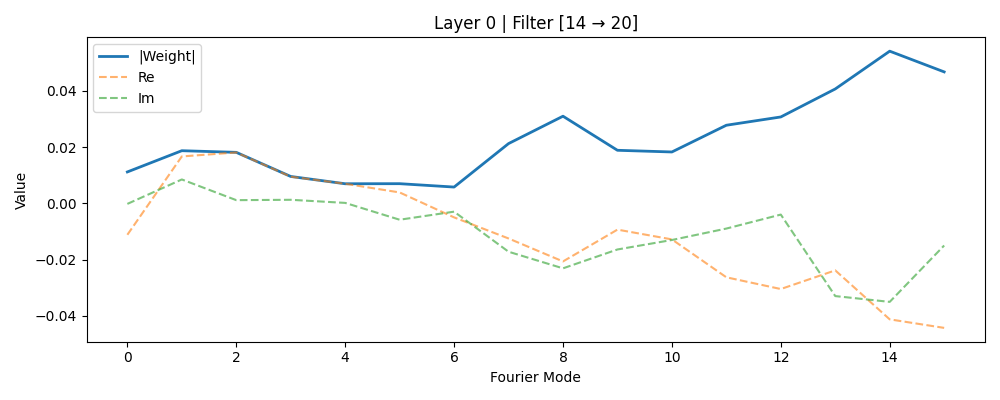 Layer 0 | Filter [14 → 20]
|Weight|
Re
Im
0.04
0.02
0.00
−0.02
−0.04
Value
0 2 4 6 8 10 12 14
Fourier Mode